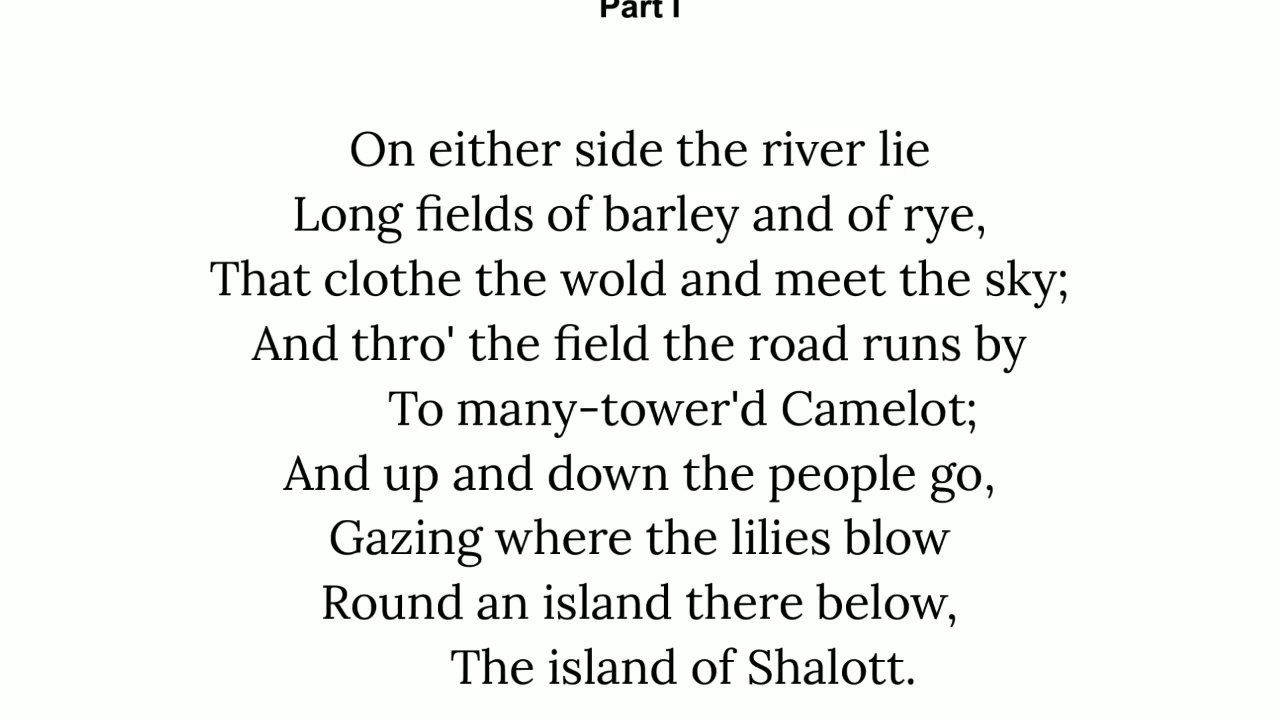 Part I
On either side the river lie
Long fields of barley and of rye,
That clothe the wold and meet the sky;
And thro' the field the road runs by
To many-tower'd Camelot;
And up and down the people go,
Gazing where the lilies blow
Round an island there below,
The island of Shalott.